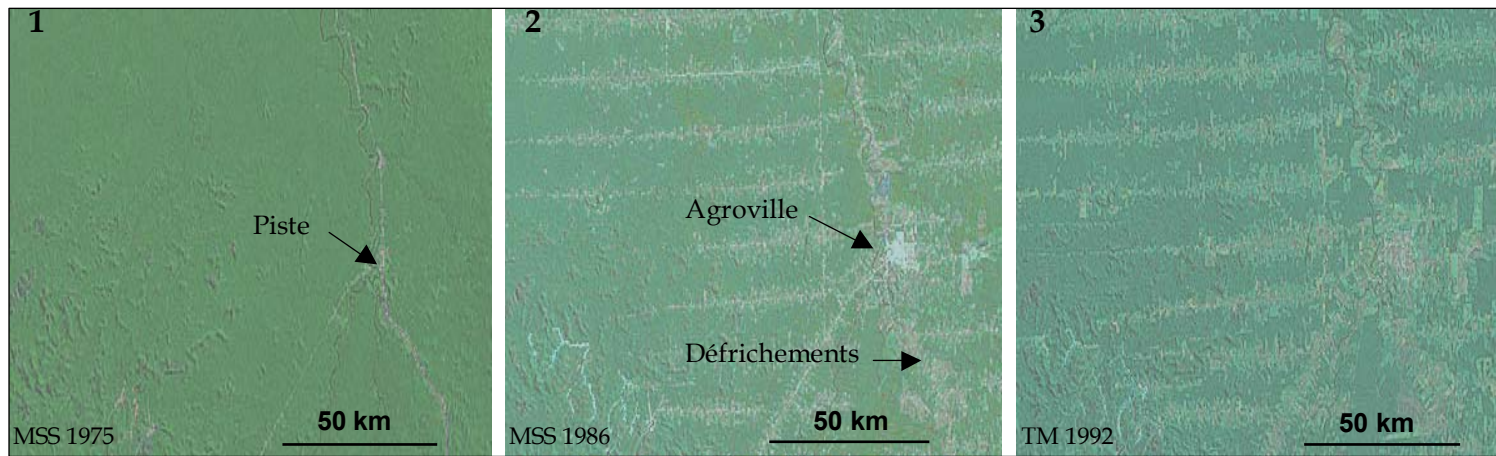 1
Piste
50 km
MSS 1975
2
Agroville
Défrichements
50 km
MSS 1986
3
50 km
TM 1992